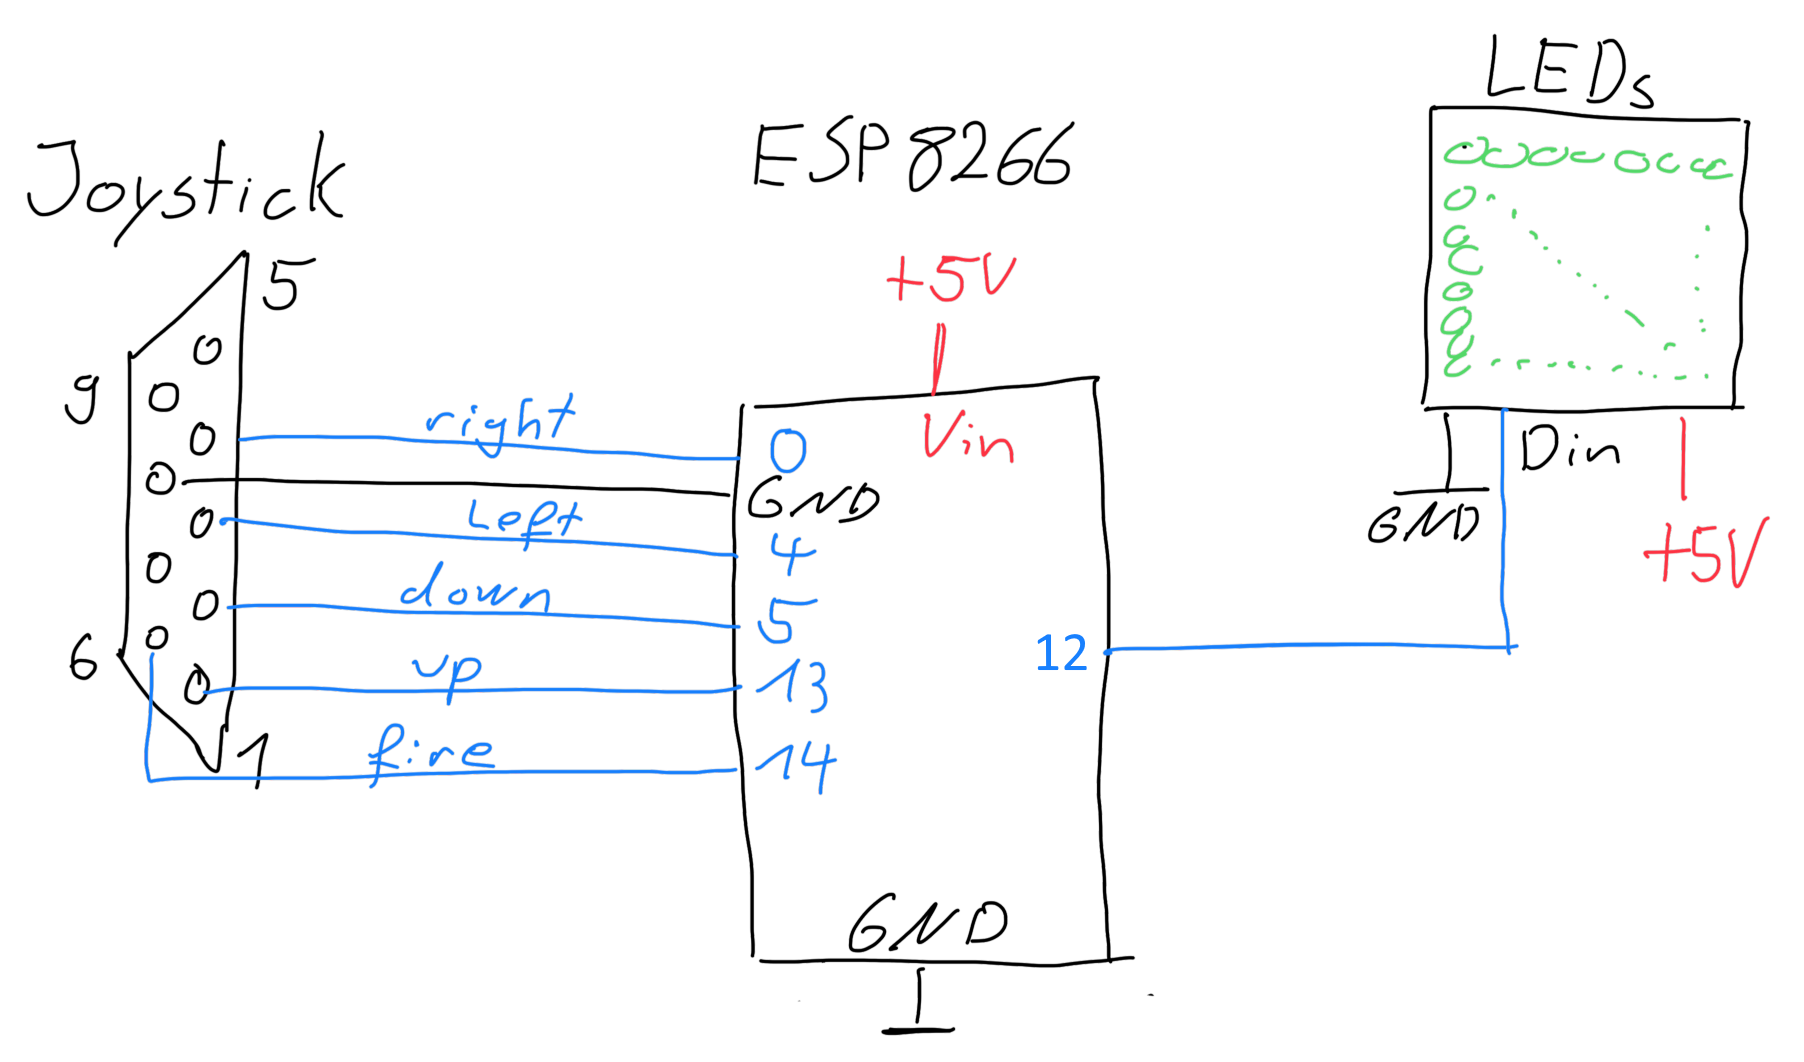 Joystick
5
9
6
1
right
Left
down
up
fire
ESP8266
+5V
Vin
0
GND
4
5
13
14
12
GND
LEDs
Din
GND
+5V